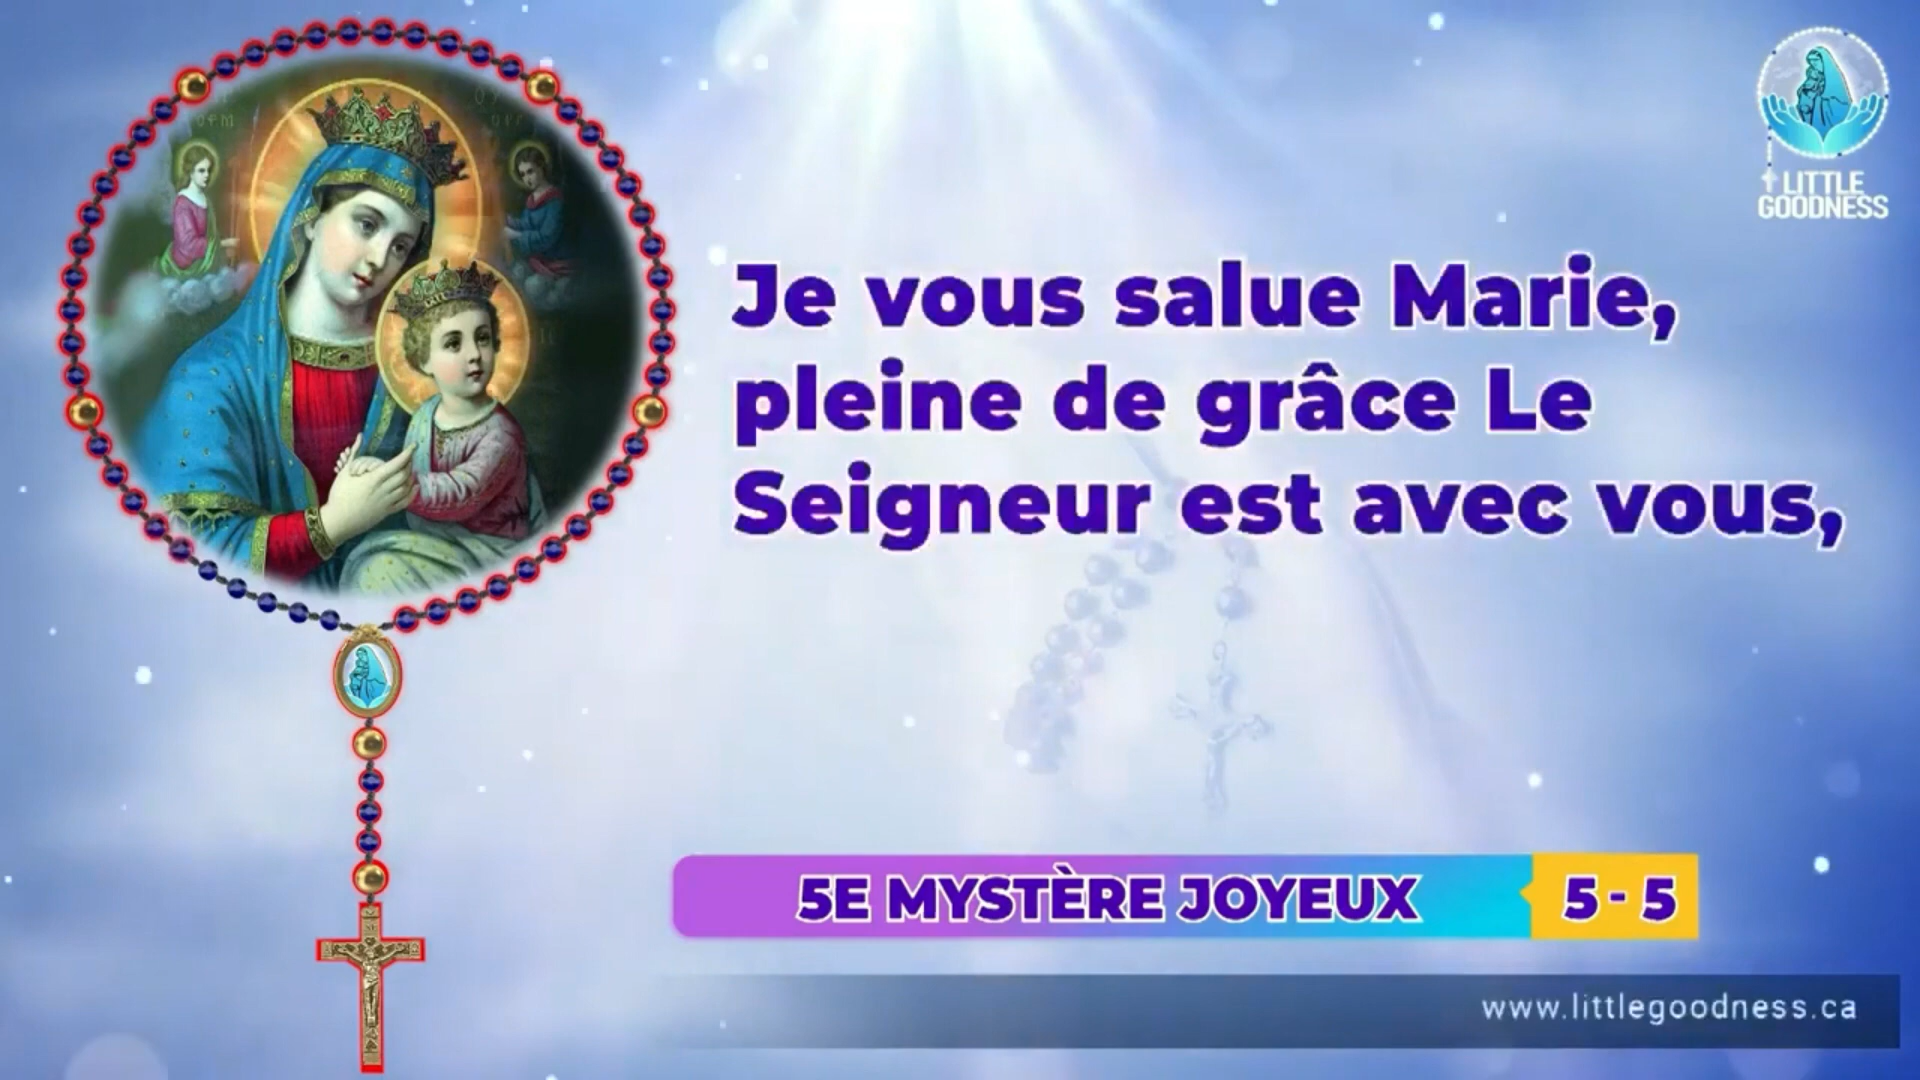 LITTLE
GOODNESS
Je vous salue Marie,
pleine de grâce Le
Seigneur est avec vous,
5E MYSTÈRE JOYEUX
5 - 5
www.littlegoodness.ca